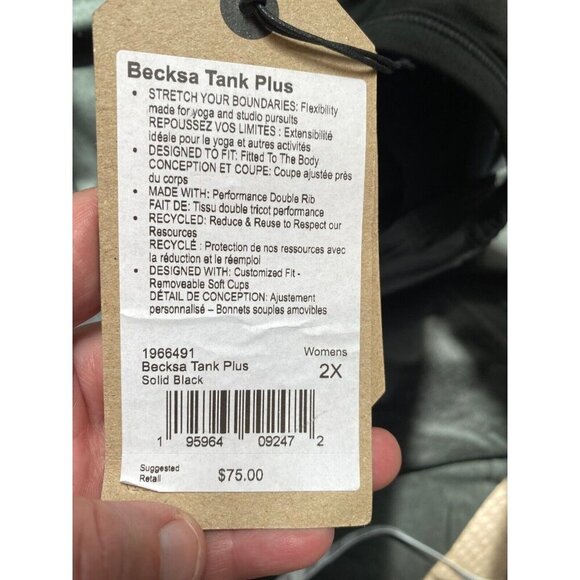 Becksa Tank Plus
• STRETCH YOUR BOUNDARIES: Flexibility
made for yoga and studio pursuits
REPOUSSEZ VOS LIMITES : Extensibilité
idéale pour le yoga et autres activités
• DESIGNED TO FIT: Fitted To The Body
CONCEPTION ET COUPE: Coupe ajustée près
du corps
• MADE WITH: Performance Double Rib
FAIT DE: Tissu double tricot performance
• RECYCLED: Reduce & Reuse to Respect our
Resources
RECYCLÉ : Protection de nos ressources avec
la réduction et le réemploi
• DESIGNED WITH: Customized Fit -
Removeable Soft Cups
DÉTAIL DE CONCEPTION: Ajustement
personnalisé – Bonnets souples amovibles
1966491
Becksa Tank Plus
Solid Black
Womens
2X
1 95964 09247 2
Suggested
Retail
$75.00